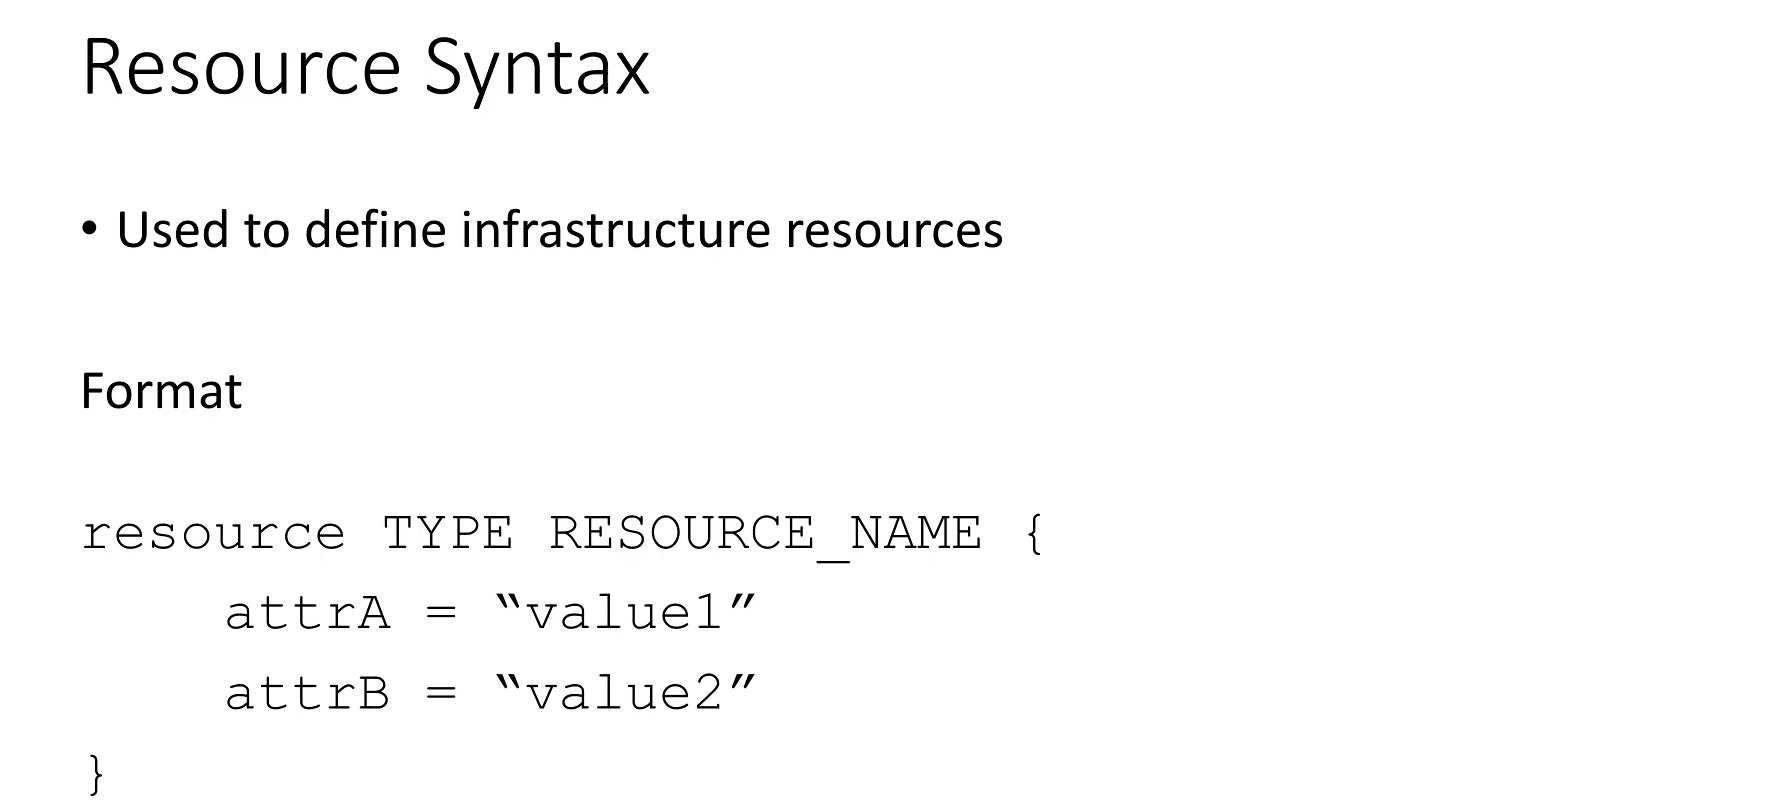 Resource Syntax
• Used to define infrastructure resources
Format
resource TYPE RESOURCE_NAME {
attrA = “value1”
attrB = “value2”
}